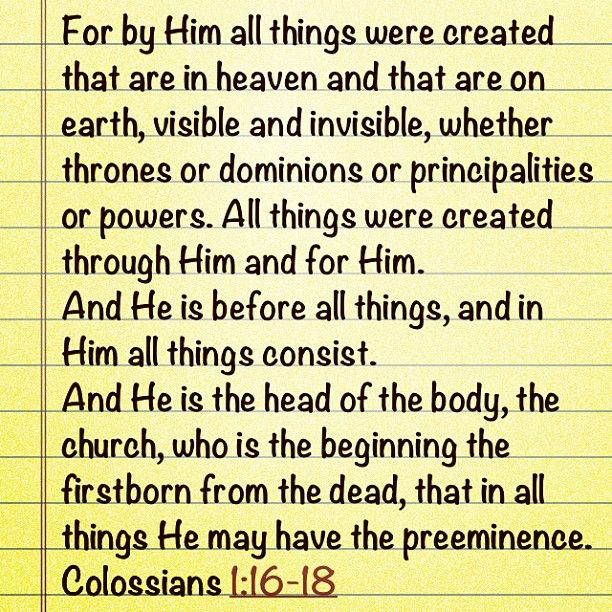 For by Him all things were created
that are in heaven and that are on
earth, visible and invisible, whether
thrones or dominions or principalities
or powers. All things were created
through Him and for Him.
And He is before all things, and in
Him all things consist.
And He is the head of the body, the
church, who is the beginning the
firstborn from the dead, that in all
things He may have the preeminence.
Colossians 1:16-18